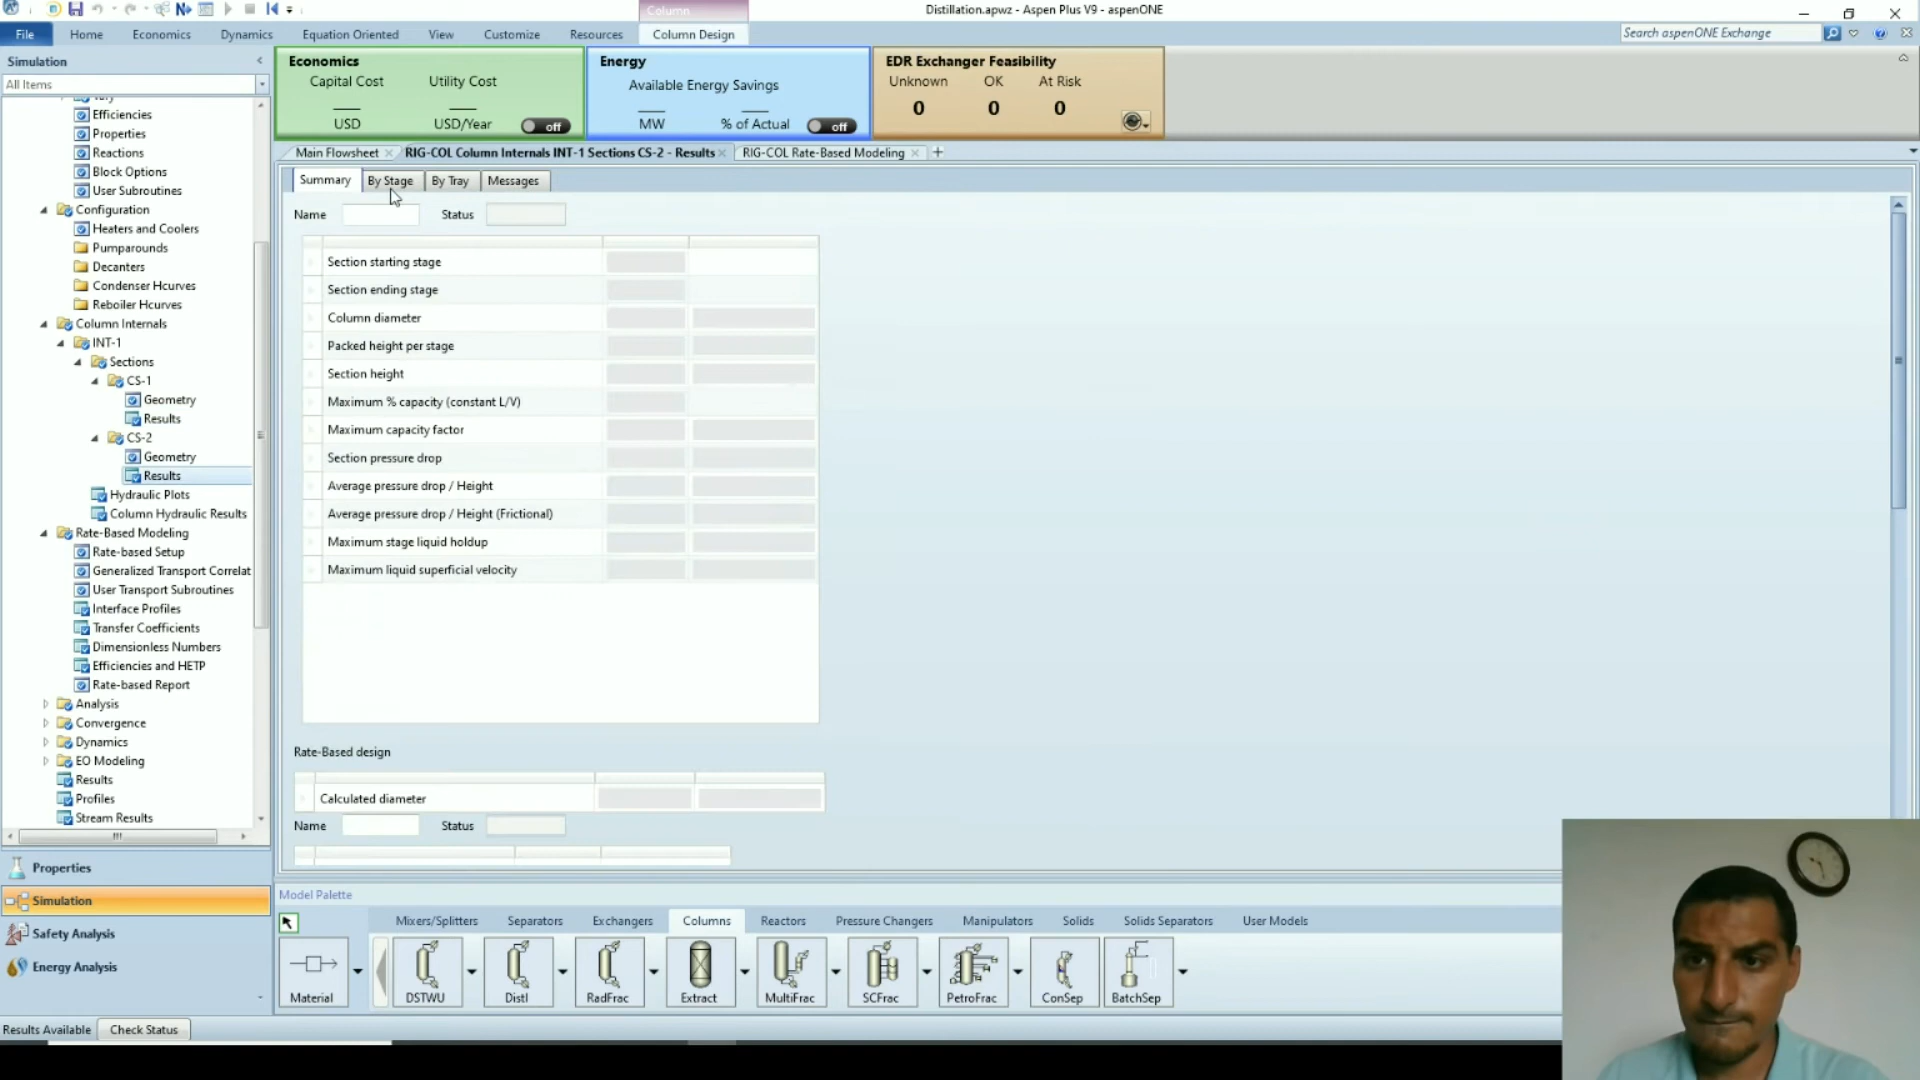 Column
Distillation.apwz - Aspen Plus V9 - aspenONE
File Home Economics Dynamics Equation Oriented View Customize Resources Column Design
Search aspenONE Exchange
Simulation
All Items
Efficiencies
Properties
Reactions
Block Options
User Subroutines
Configuration
Heaters and Coolers
Pumparounds
Decanters
Condenser Hcurves
Reboiler Hcurves
Column Internals
INT-1
Sections
CS-1
Geometry
Results
CS-2
Geometry
Results
Hydraulic Plots
Column Hydraulic Results
Rate-Based Modeling
Rate-based Setup
Generalized Transport Correlat
User Transport Subroutines
Interface Profiles
Transfer Coefficients
Dimensionless Numbers
Efficiencies and HETP
Rate-based Report
Analysis
Convergence
Dynamics
EO Modeling
Results
Profiles
Stream Results
Properties
Simulation
Safety Analysis
Energy Analysis
Results Available Check Status
Economics
Capital Cost Utility Cost
USD USD/Year off
Energy
Available Energy Savings
MW % of Actual off
EDR Exchanger Feasibility
Unknown OK At Risk
0 0 0
Main Flowsheet RIG-COL Column Internals INT-1 Sections CS-2 - Results RIG-COL Rate-Based Modeling
Summary By Stage By Tray Messages
Name Status
Section starting stage
Section ending stage
Column diameter
Packed height per stage
Section height
Maximum % capacity (constant L/V)
Maximum capacity factor
Section pressure drop
Average pressure drop / Height
Average pressure drop / Height (Frictional)
Maximum stage liquid holdup
Maximum liquid superficial velocity
Rate-Based design
Calculated diameter
Name Status
Model Palette
Mixers/Splitters Separators Exchangers Columns Reactors Pressure Changers Manipulators Solids Solids Separators User Models
Material DSTWU Distl RadFrac Extract MultiFrac SCFrac PetroFrac ConSep BatchSep